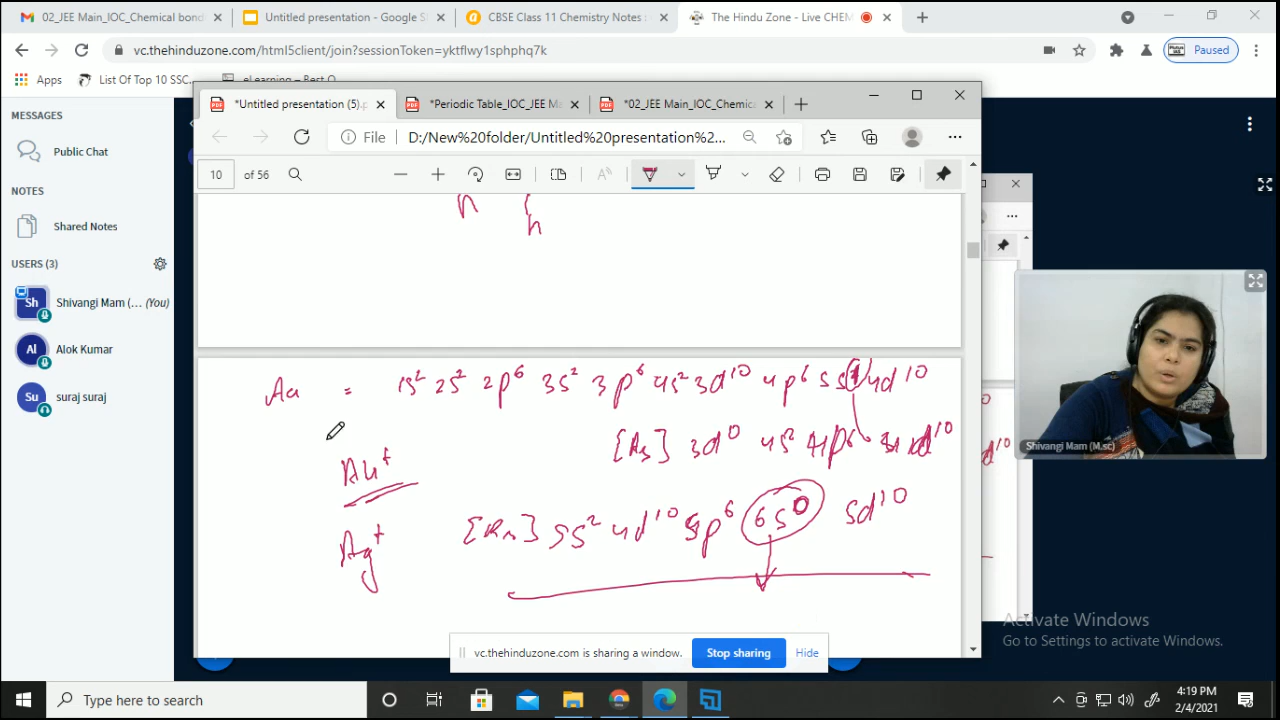 02_JEE Main_IOC_Chemical bond
Untitled presentation - Google S
CBSE Class 11 Chemistry Notes
The Hindu Zone - Live CHEM
vc.thehinduzone.com/html5client/join?sessionToken=yktflwy1sphphq7k
Paused
Apps
List Of Top 10 SSC...
eLearning – Best O
MESSAGES
Public Chat
NOTES
Shared Notes
USERS (3)
Sh Shivangi Mam (... (You)
Al Alok Kumar
Su suraj suraj
*Untitled presentation (5).p
*Periodic Table_IOC_JEE Ma
*02_JEE Main_IOC_Chemica
File D:/New%20folder/Untitled%20presentation%2...
10 of 56
n h
Au = 1s² 2s² 2p⁶ 3s² 3p⁶ 4s² 3d¹⁰ 4p⁶ 5s¹ 4d¹⁰
3d¹⁰ 4s² 4p⁶
Au⁺
5s² 4d¹⁰ 5p⁶ 6s⁰ 5d¹⁰
Ag⁺
Shivangi Mam (M.sc)
vc.thehinduzone.com is sharing a window.
Stop sharing
Hide
Activate Windows
Go to Settings to activate Windows.
Type here to search
4:19 PM
2/4/2021